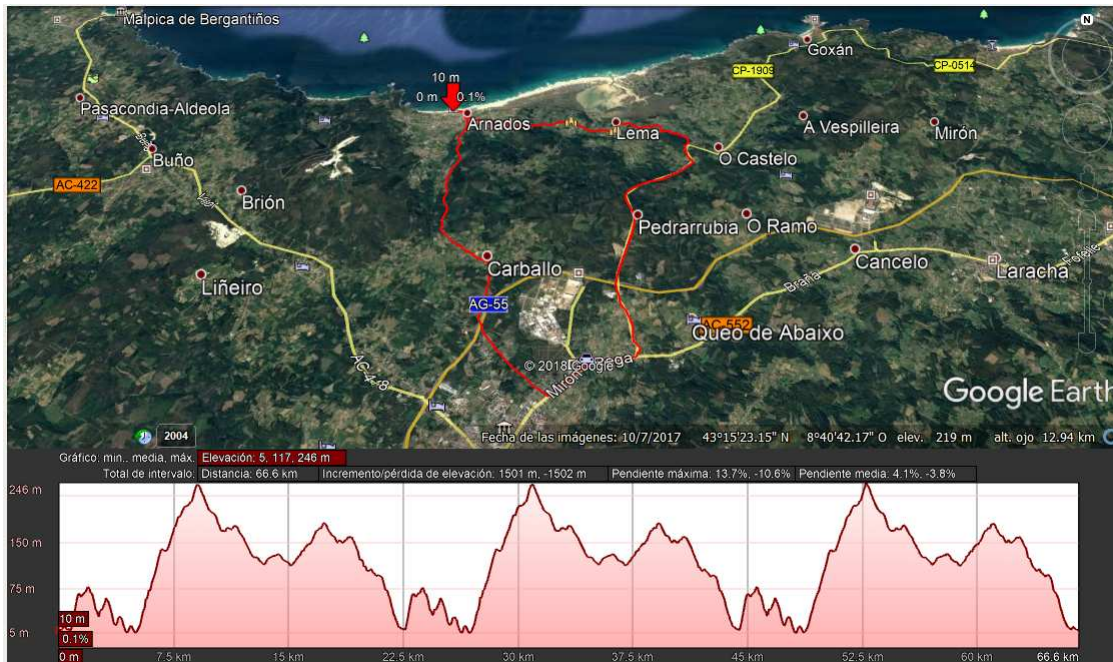 Malpica de Bergantiños
N
Goxán
CP-1909
CP-0514
10 m
0 m 0.1%
Pasacondia-Aldeola
Arnados
Lema
A Vespilleira
Mirón
O Castelo
Buño
AC-422
Brión
Pedrarrubia
O Ramo
Carballo
Cancelo
Laracha
Liñeiro
AG-55
Braña
AC-552
Queo de Abaixo
© 2018 Google
Google Earth
2004
Fecha de las imágenes: 10/7/2017 43°15'23.15" N 8°40'42.17" O elev. 219 m alt. ojo 12.94 km
Gráfico: min., media, máx. Elevación: 5, 117, 246 m
Total de intervalo: Distancia: 66.6 km Incremento/pérdida de elevación: 1501 m, -1502 m Pendiente máxima: 13.7%, -10.6% Pendiente media: 4.1%, -3.8%
246 m
150 m
75 m
10 m
5 m
0.1%
0 m 7.5 km 15 km 22.5 km 30 km 37.5 km 45 km 52.5 km 60 km 66.6 km